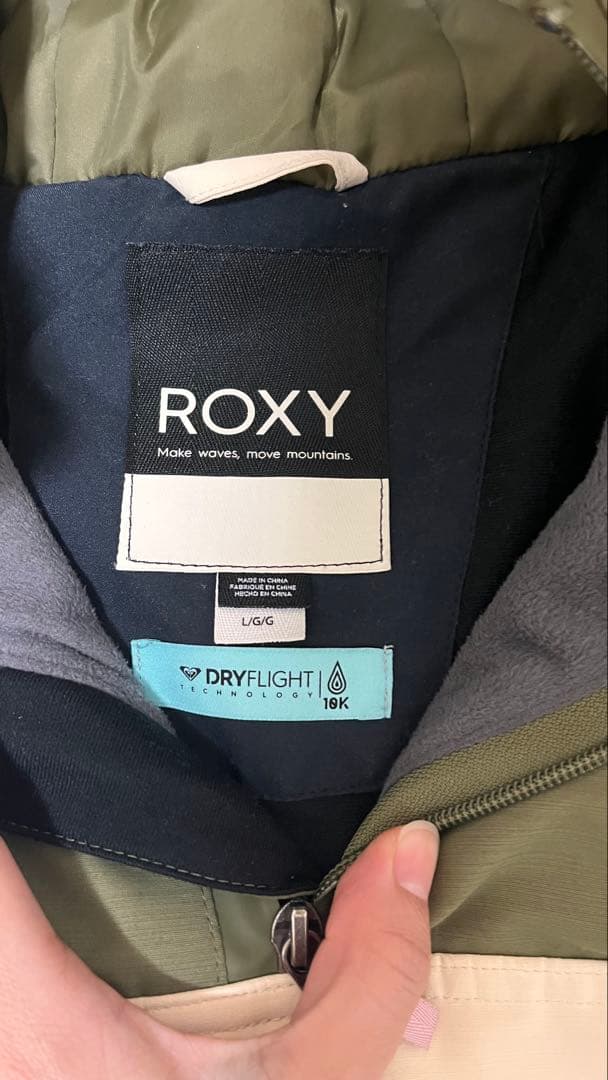 ROXY
Make waves, move mountains.
MADE IN CHINA
FABRIQUÉ EN CHINE
HECHO EN CHINA
L/G/G
DRYFLIGHT
TECHNOLOGY
10K